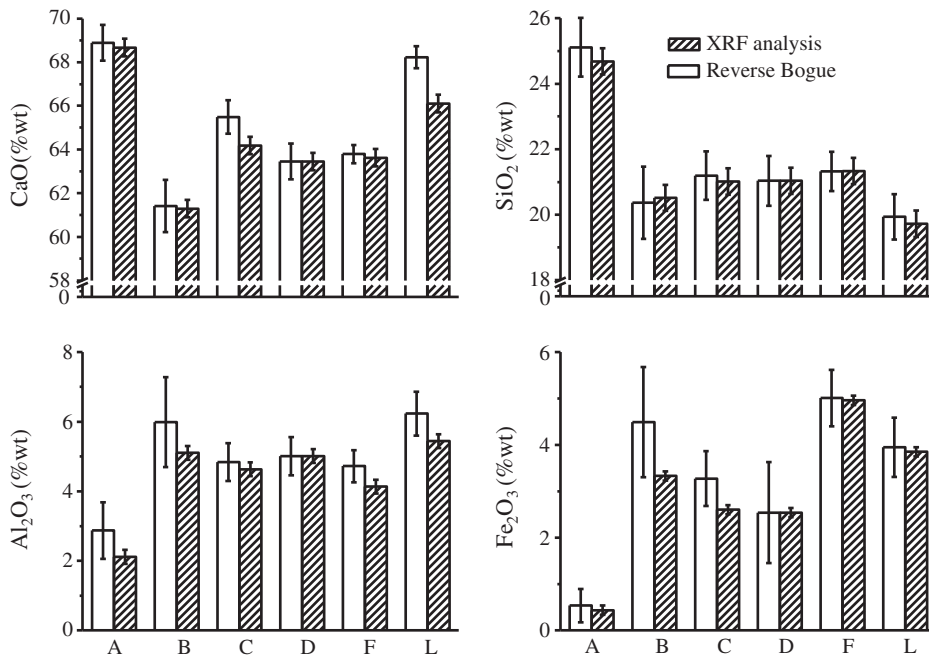 70
68
66
64
62
60
58
0
CaO(%wt)
26
24
22
20
18
0
SiO₂(%wt)
XRF analysis
Reverse Bogue
8
6
4
2
0
Al₂O₃(%wt)
A B C D F L
6
4
2
0
Fe₂O₃(%wt)
A B C D F L